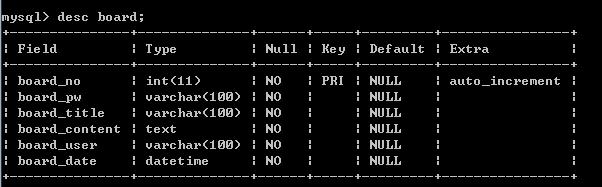 mysql> desc board;
+---------------+--------------+------+-----+---------+----------------+
| Field         | Type         | Null | Key | Default | Extra          |
+---------------+--------------+------+-----+---------+----------------+
| board_no      | int(11)      | NO   | PRI | NULL    | auto_increment |
| board_pw      | varchar(100) | NO   |     | NULL    |                |
| board_title   | varchar(100) | NO   |     | NULL    |                |
| board_content | text         | NO   |     | NULL    |                |
| board_user    | varchar(100) | NO   |     | NULL    |                |
| board_date    | datetime     | NO   |     | NULL    |                |
+---------------+--------------+------+-----+---------+----------------+